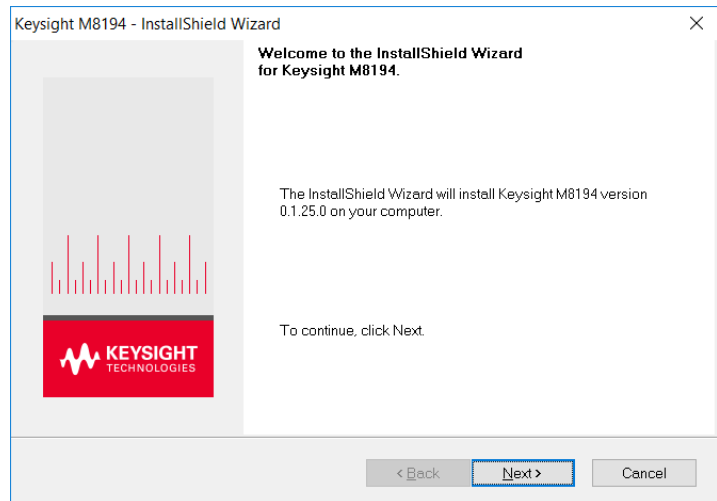 Keysight M8194 - InstallShield Wizard
Welcome to the InstallShield Wizard
for Keysight M8194.
The InstallShield Wizard will install Keysight M8194 version
0.1.25.0 on your computer.
To continue, click Next.
KEYSIGHT
TECHNOLOGIES
< Back
Next >
Cancel